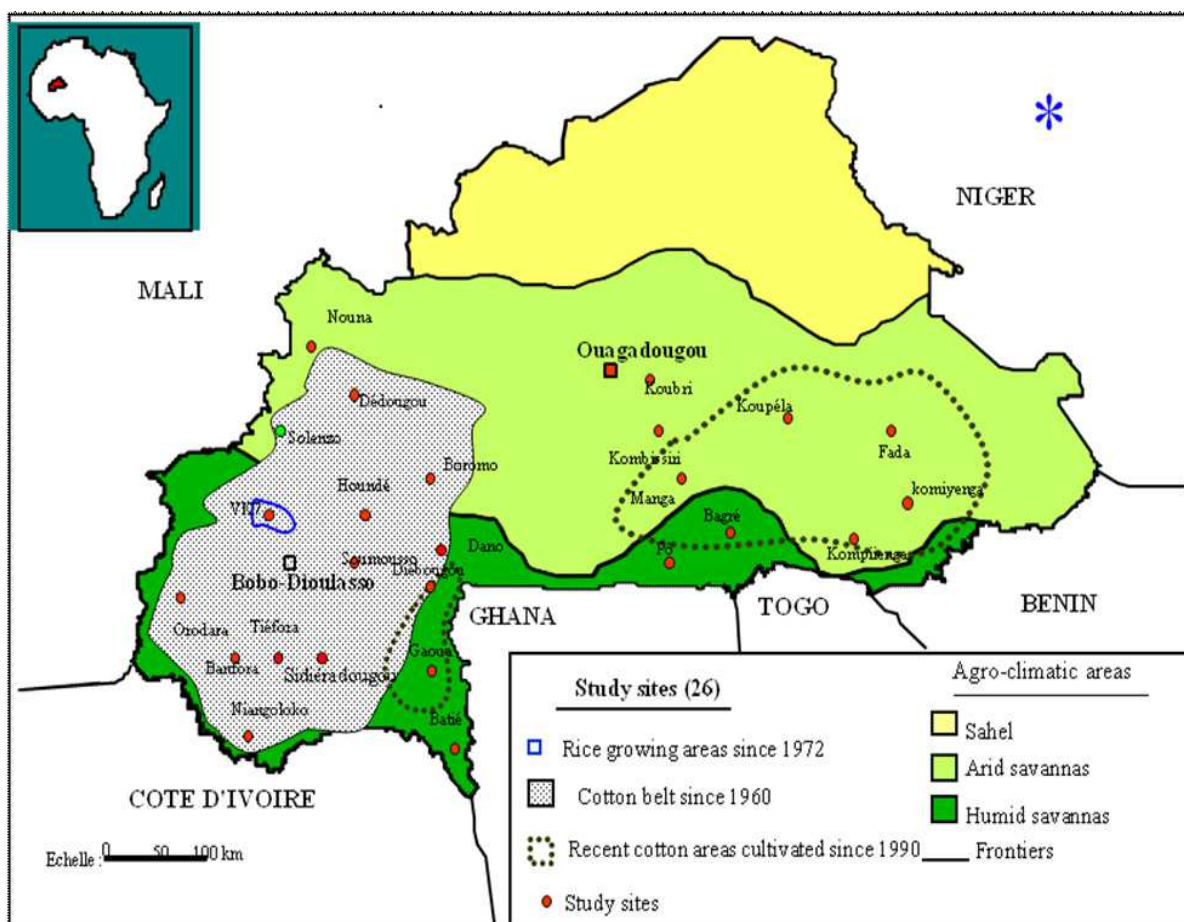 NIGER
MALI
Nouna
Ouagadougou
Koubri
Dédougou
Koupéla
Solenzo
Fada
Boromo
Kombissiri
Houndé
komiyenga
Manga
VK7
Bagré
Dano
Soumousso
Pô
Kompiienga
Diébougou
Bobo-Dioulasso
GHANA
TOGO
BENIN
Orodara
Tiéfora
Gaoua
Banfora
Sidéradougou
Niangoloko
Batié
COTE D'IVOIRE
Echelle : 0 50 100 km
Study sites (26)
Rice growing areas since 1972
Cotton belt since 1960
Recent cotton areas cultivated since 1990
Study sites
Agro-climatic areas
Sahel
Arid savannas
Humid savannas
Frontiers